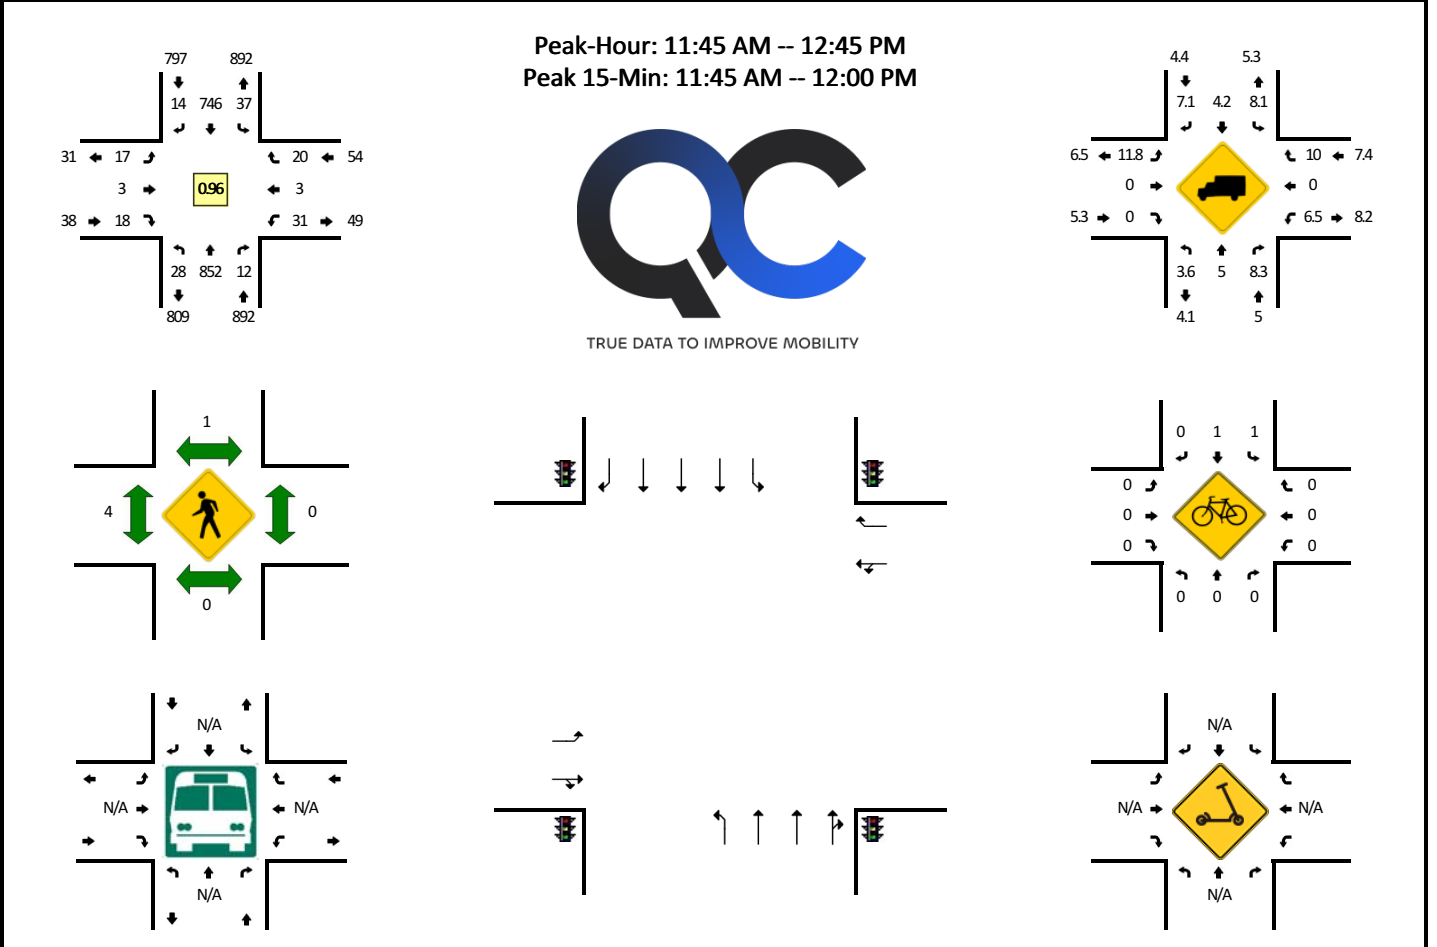 Peak-Hour: 11:45 AM -- 12:45 PM
Peak 15-Min: 11:45 AM -- 12:00 PM
797 892
14 746 37
31 17 20 54
3 0.96 3
38 18 31 49
28 852 12
809 892
QC
TRUE DATA TO IMPROVE MOBILITY
4.4 5.3
7.1 4.2 8.1
6.5 11.8 10 7.4
0 0
5.3 0 6.5 8.2
3.6 5 8.3
4.1 5
1
4 0
0
0 1 1
0 0
0 0
0 0
0 0 0
N/A
N/A N/A
N/A
N/A
N/A N/A
N/A